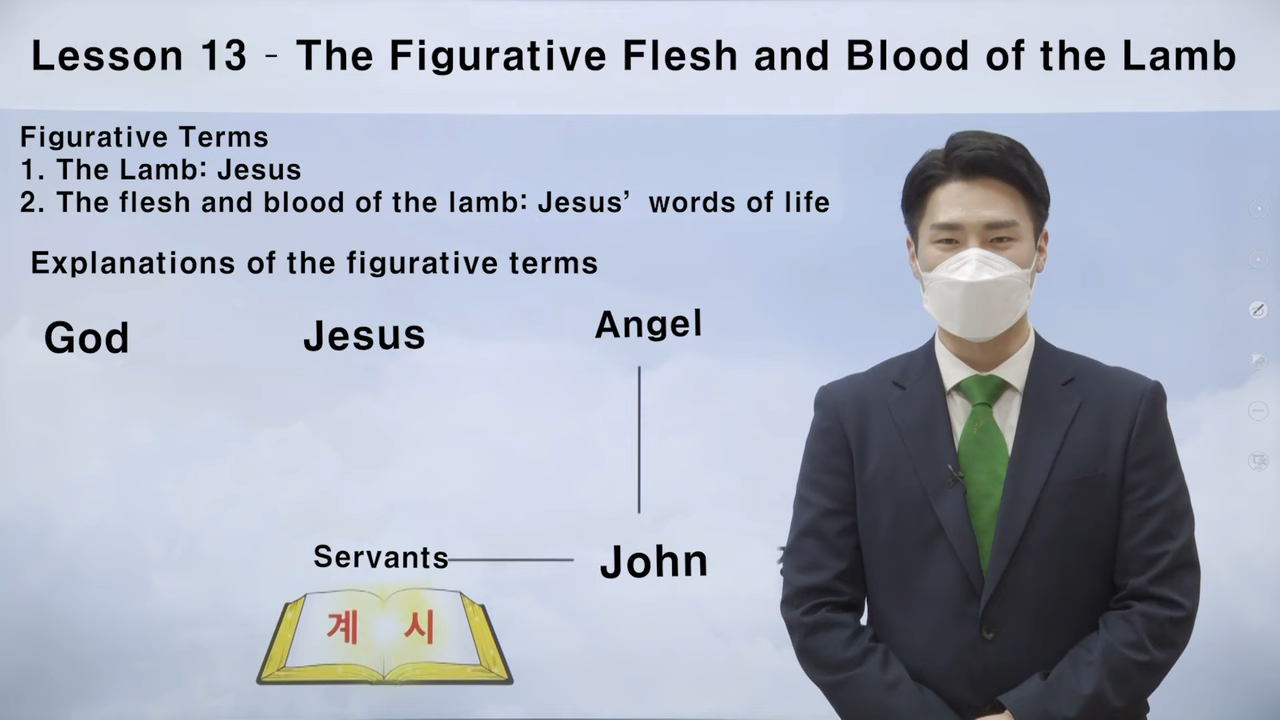 Lesson 13 - The Figurative Flesh and Blood of the Lamb
Figurative Terms
1. The Lamb: Jesus
2. The flesh and blood of the lamb: Jesus’ words of life
Explanations of the figurative terms
God Jesus Angel
Servants John
계 시